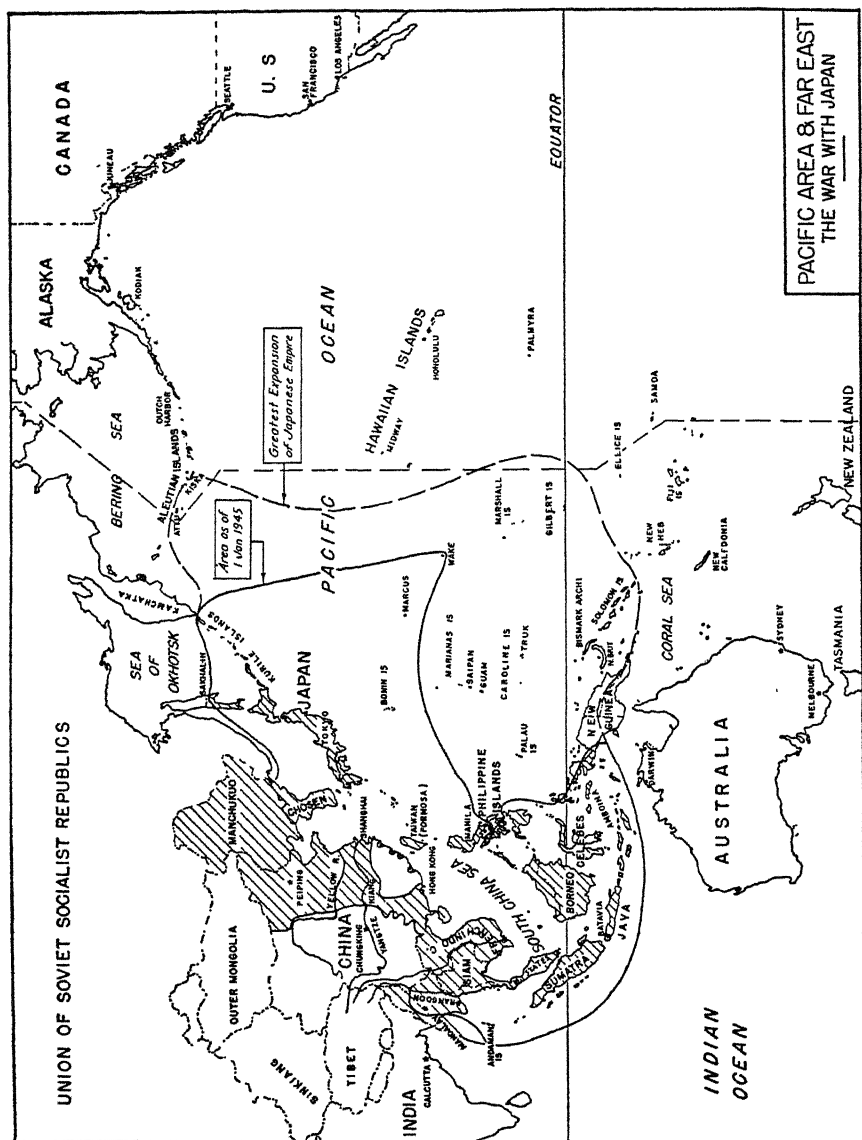 UNION OF SOVIET SOCIALIST REPUBLICS
CANADA
ALASKA
U. S
JUNEAU
SEATTLE
SAN
FRANCISCO
LOS ANGELES
KODIAK
DUTCH
HARBOR
BERING SEA
ALEUTIAN ISLANDS
KISKA
ATTU
Greatest Expansion
of Japanese Empire
Area as of
1 Jan 1945
PACIFIC OCEAN
HAWAIIAN ISLANDS
MIDWAY
HONOLULU
PALMYRA
EQUATOR
KAMCHATKA
SEA
OF
OKHOTSK
SAKHALIN
KURILE ISLANDS
JAPAN
TOKYO
BONIN IS
MARCUS
WAKE
MARIANAS IS
SAIPAN
GUAM
CAROLINE IS
TRUK
PALAU
IS
MARSHALL
IS
GILBERT IS
ELLICE IS
SAMOA
FIJI
IS
NEW
HEB
NEW
CALEDONIA
SOLOMON IS
BISMARK ARCHI
N. BRIT
NEW
GUINEA
CORAL SEA
OUTER MONGOLIA
SINKIANG
TIBET
MANCHUKUO
CHOSEN
PEIPING
YELLOW R.
SHANGHAI
CHINA
CHUNGKING
YANGTZE
KIANG
TAIWAN
(FORMOSA)
HONG KONG
INDIA
CALCUTTA
MANDALAY
RANGOON
ANDAMAN
IS
SIAM
FRENCH INDO
C.
SOUTH CHINA SEA
MANILA
PHILIPPINE
ISLANDS
MALAY STATES
SUMATRA
BORNEO
CELEBES
AMBOINA
BATAVIA
JAVA
DARWIN
AUSTRALIA
SYDNEY
MELBOURNE
TASMANIA
NEW ZEALAND
INDIAN
OCEAN
PACIFIC AREA & FAR EAST
THE WAR WITH JAPAN